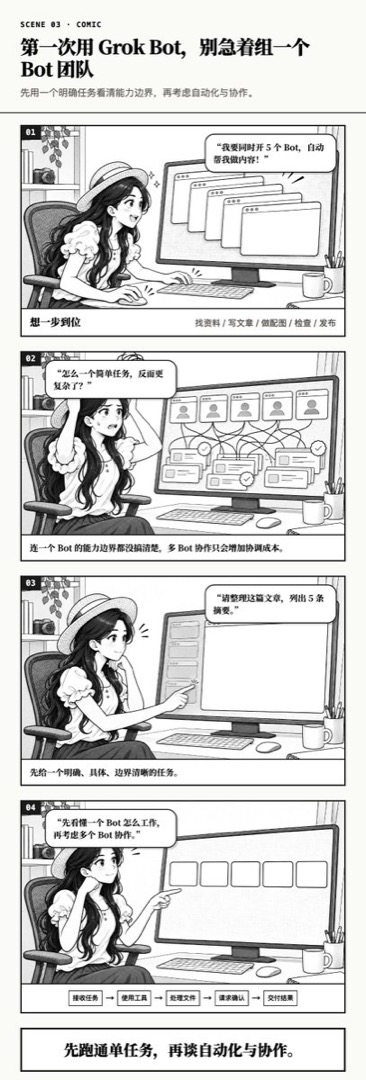 SCENE 03 · COMIC
第一次用 Grok Bot，别急着组一个
Bot 团队
先用一个明确任务看清能力边界，再考虑自动化与协作。
01
“我要同时开 5 个 Bot，自动
帮我做内容！”
想一步到位
找资料 / 写文章 / 做配图 / 检查 / 发布
02
“怎么一个简单任务，反而更
复杂了？”
连一个 Bot 的能力边界都没搞清楚，多 Bot 协作只会增加协调成本。
03
“请整理这篇文章，列出 5 条
摘要。”
先给一个明确、具体、边界清晰的任务。
04
“先看懂一个 Bot 怎么工作，
再考虑多个 Bot 协作。”
接收任务 → 使用工具 → 处理文件 → 请求确认 → 交付结果
先跑通单任务，再谈自动化与协作。